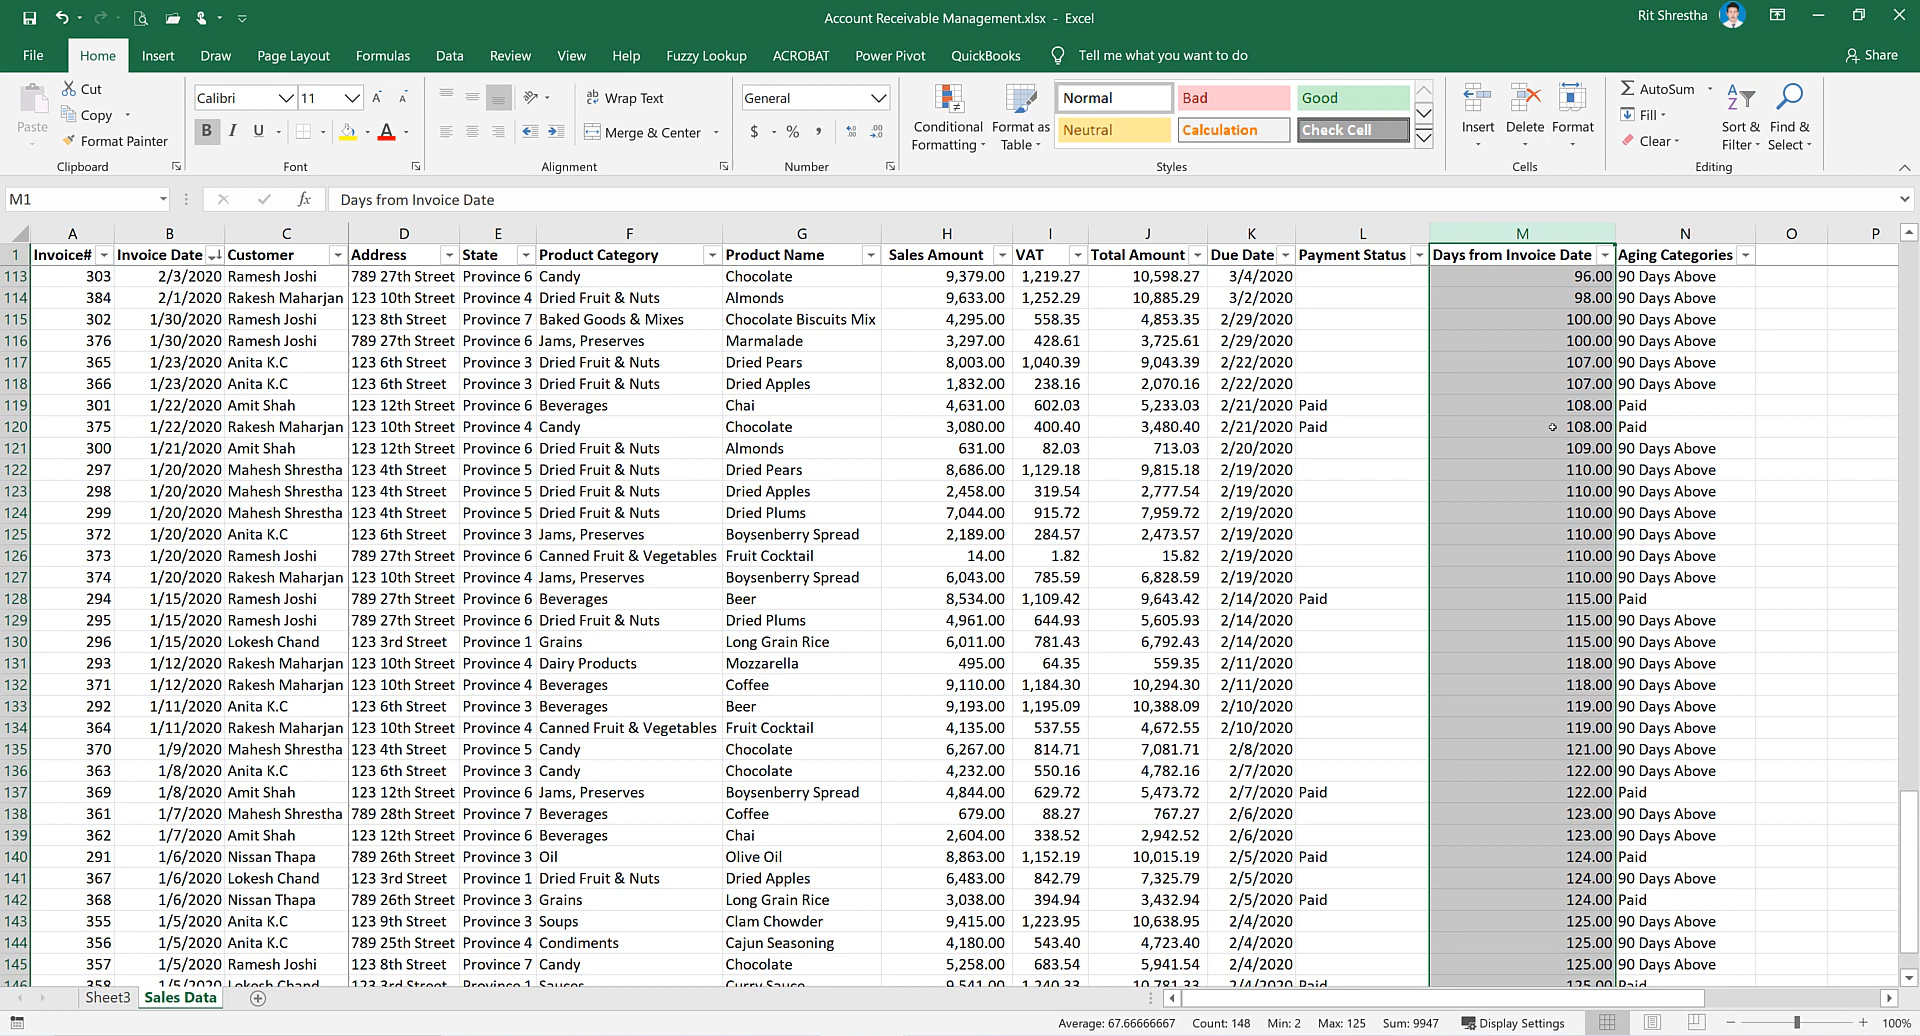 Account Receivable Management.xlsx - Excel
Rit Shrestha
File Home Insert Draw Page Layout Formulas Data Review View Help Fuzzy Lookup ACROBAT Power Pivot QuickBooks Tell me what you want to do Share
Paste
Cut
Copy
Format Painter
Clipboard
Calibri 11
B I U A
Font
Wrap Text
Merge & Center
Alignment
General
$ % ,
Number
Conditional Formatting
Format as Table
Normal Bad Good
Neutral Calculation Check Cell
Styles
Insert Delete Format
Cells
AutoSum
Fill
Clear
Sort & Filter
Find & Select
Editing
M1 fx Days from Invoice Date
A B C D E F G H I J K L M N O P
1 Invoice# Invoice Date Customer Address State Product Category Product Name Sales Amount VAT Total Amount Due Date Payment Status Days from Invoice Date Aging Categories
113 303 2/3/2020 Ramesh Joshi 789 27th Street Province 6 Candy Chocolate 9,379.00 1,219.27 10,598.27 3/4/2020 96.00 90 Days Above
114 384 2/1/2020 Rakesh Maharjan 123 10th Street Province 4 Dried Fruit & Nuts Almonds 9,633.00 1,252.29 10,885.29 3/2/2020 98.00 90 Days Above
115 302 1/30/2020 Ramesh Joshi 123 8th Street Province 7 Baked Goods & Mixes Chocolate Biscuits Mix 4,295.00 558.35 4,853.35 2/29/2020 100.00 90 Days Above
116 376 1/30/2020 Ramesh Joshi 789 27th Street Province 6 Jams, Preserves Marmalade 3,297.00 428.61 3,725.61 2/29/2020 100.00 90 Days Above
117 365 1/23/2020 Anita K.C 123 6th Street Province 3 Dried Fruit & Nuts Dried Pears 8,003.00 1,040.39 9,043.39 2/22/2020 107.00 90 Days Above
118 366 1/23/2020 Anita K.C 123 6th Street Province 3 Dried Fruit & Nuts Dried Apples 1,832.00 238.16 2,070.16 2/22/2020 107.00 90 Days Above
119 301 1/22/2020 Amit Shah 123 12th Street Province 6 Beverages Chai 4,631.00 602.03 5,233.03 2/21/2020 Paid 108.00 Paid
120 375 1/22/2020 Rakesh Maharjan 123 10th Street Province 4 Candy Chocolate 3,080.00 400.40 3,480.40 2/21/2020 Paid 108.00 Paid
121 300 1/21/2020 Amit Shah 123 12th Street Province 6 Dried Fruit & Nuts Almonds 631.00 82.03 713.03 2/20/2020 109.00 90 Days Above
122 297 1/20/2020 Mahesh Shrestha 123 4th Street Province 5 Dried Fruit & Nuts Dried Pears 8,686.00 1,129.18 9,815.18 2/19/2020 110.00 90 Days Above
123 298 1/20/2020 Mahesh Shrestha 123 4th Street Province 5 Dried Fruit & Nuts Dried Apples 2,458.00 319.54 2,777.54 2/19/2020 110.00 90 Days Above
124 299 1/20/2020 Mahesh Shrestha 123 4th Street Province 5 Dried Fruit & Nuts Dried Plums 7,044.00 915.72 7,959.72 2/19/2020 110.00 90 Days Above
125 372 1/20/2020 Anita K.C 123 6th Street Province 3 Jams, Preserves Boysenberry Spread 2,189.00 284.57 2,473.57 2/19/2020 110.00 90 Days Above
126 373 1/20/2020 Ramesh Joshi 789 27th Street Province 6 Canned Fruit & Vegetables Fruit Cocktail 14.00 1.82 15.82 2/19/2020 110.00 90 Days Above
127 374 1/20/2020 Rakesh Maharjan 123 10th Street Province 4 Jams, Preserves Boysenberry Spread 6,043.00 785.59 6,828.59 2/19/2020 110.00 90 Days Above
128 294 1/15/2020 Ramesh Joshi 789 27th Street Province 6 Beverages Beer 8,534.00 1,109.42 9,643.42 2/14/2020 Paid 115.00 Paid
129 295 1/15/2020 Ramesh Joshi 789 27th Street Province 6 Dried Fruit & Nuts Dried Plums 4,961.00 644.93 5,605.93 2/14/2020 115.00 90 Days Above
130 296 1/15/2020 Lokesh Chand 123 3rd Street Province 1 Grains Long Grain Rice 6,011.00 781.43 6,792.43 2/14/2020 115.00 90 Days Above
131 293 1/12/2020 Rakesh Maharjan 123 10th Street Province 4 Dairy Products Mozzarella 495.00 64.35 559.35 2/11/2020 118.00 90 Days Above
132 371 1/12/2020 Rakesh Maharjan 123 10th Street Province 4 Beverages Coffee 9,110.00 1,184.30 10,294.30 2/11/2020 118.00 90 Days Above
133 292 1/11/2020 Anita K.C 123 6th Street Province 3 Beverages Beer 9,193.00 1,195.09 10,388.09 2/10/2020 119.00 90 Days Above
134 364 1/11/2020 Rakesh Maharjan 123 10th Street Province 4 Canned Fruit & Vegetables Fruit Cocktail 4,135.00 537.55 4,672.55 2/10/2020 119.00 90 Days Above
135 370 1/9/2020 Mahesh Shrestha 123 4th Street Province 5 Candy Chocolate 6,267.00 814.71 7,081.71 2/8/2020 121.00 90 Days Above
136 363 1/8/2020 Anita K.C 123 6th Street Province 3 Candy Chocolate 4,232.00 550.16 4,782.16 2/7/2020 122.00 90 Days Above
137 369 1/8/2020 Amit Shah 123 12th Street Province 6 Jams, Preserves Boysenberry Spread 4,844.00 629.72 5,473.72 2/7/2020 Paid 122.00 Paid
138 361 1/7/2020 Mahesh Shrestha 789 28th Street Province 7 Beverages Coffee 679.00 88.27 767.27 2/6/2020 123.00 90 Days Above
139 362 1/7/2020 Amit Shah 123 12th Street Province 6 Beverages Chai 2,604.00 338.52 2,942.52 2/6/2020 123.00 90 Days Above
140 291 1/6/2020 Nissan Thapa 789 26th Street Province 3 Oil Olive Oil 8,863.00 1,152.19 10,015.19 2/5/2020 Paid 124.00 Paid
141 367 1/6/2020 Lokesh Chand 123 3rd Street Province 1 Dried Fruit & Nuts Dried Apples 6,483.00 842.79 7,325.79 2/5/2020 124.00 90 Days Above
142 368 1/6/2020 Nissan Thapa 789 26th Street Province 3 Grains Long Grain Rice 3,038.00 394.94 3,432.94 2/5/2020 Paid 124.00 Paid
143 355 1/5/2020 Anita K.C 123 9th Street Province 3 Soups Clam Chowder 9,415.00 1,223.95 10,638.95 2/4/2020 125.00 90 Days Above
144 356 1/5/2020 Anita K.C 789 25th Street Province 4 Condiments Cajun Seasoning 4,180.00 543.40 4,723.40 2/4/2020 125.00 90 Days Above
145 357 1/5/2020 Ramesh Joshi 123 8th Street Province 7 Candy Chocolate 5,258.00 683.54 5,941.54 2/4/2020 125.00 90 Days Above
146 358 1/5/2020 Lokesh Chand 123 3rd Street Province 1 Sauces Curry Sauce 9,541.00 1,240.33 10,781.33 2/4/2020 Paid 125.00 Paid
Sheet3 Sales Data
Average: 67.66666667 Count: 148 Min: 2 Max: 125 Sum: 9947 Display Settings 100%